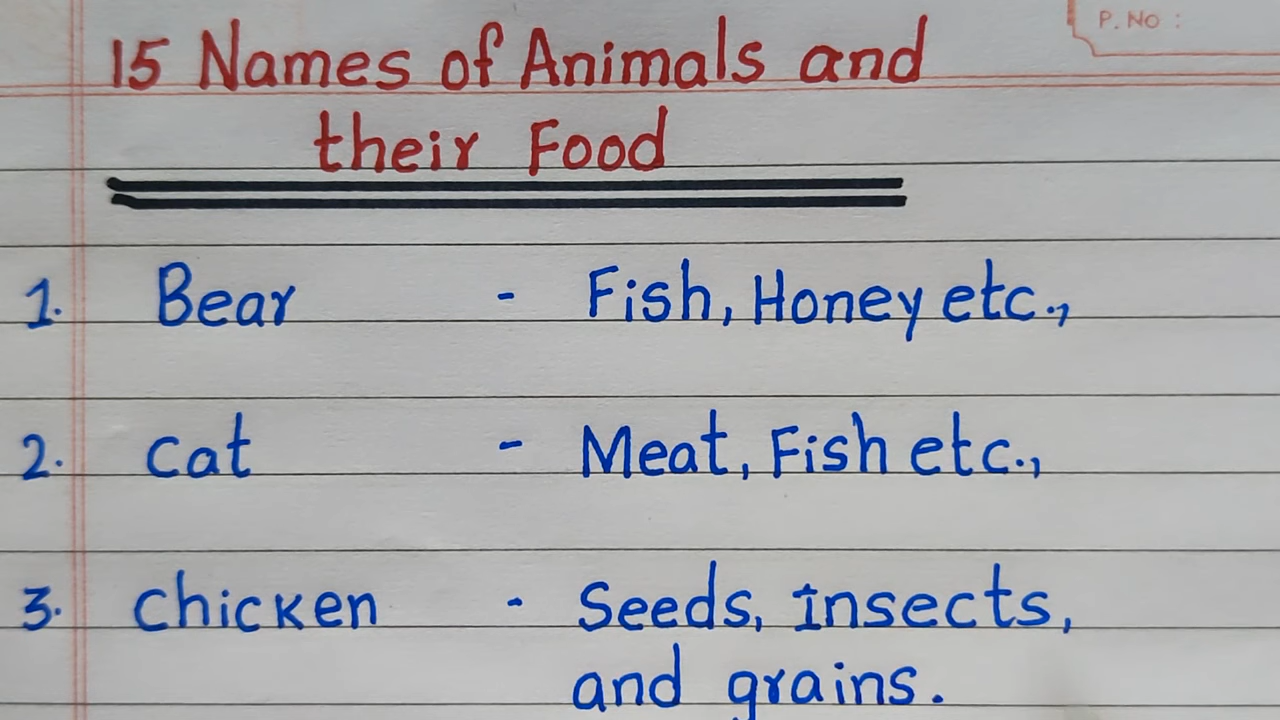 P. No :
15 Names of Animals and
their Food
1. Bear - Fish, Honey etc.,
2. Cat - Meat, Fish etc.,
3. Chicken - Seeds, Insects,
and grains.